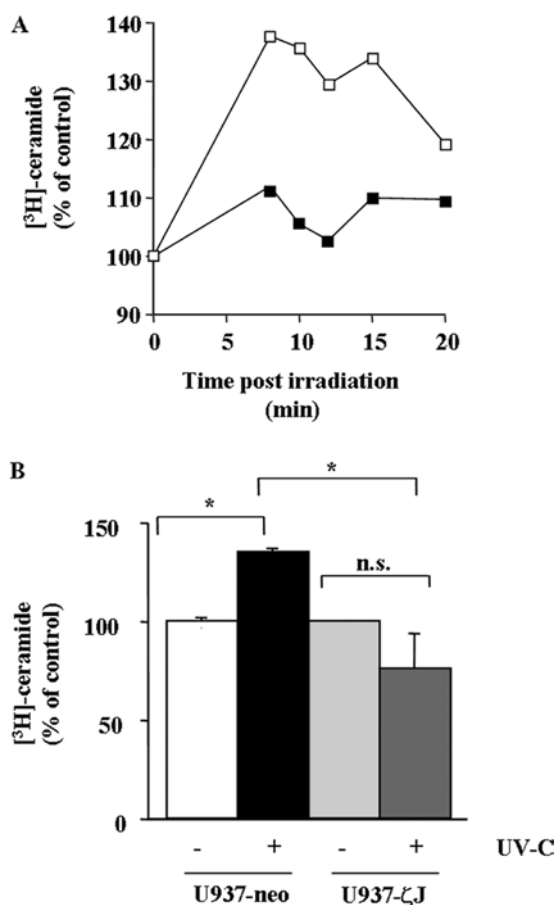 A
[³H]-ceramide
(% of control)
140
130
120
110
100
90
0 5 10 15 20
Time post irradiation
(min)
B
* *
n.s.
[³H]-ceramide
(% of control)
150
100
50
0
- + - + UV-C
U937-neo U937-ζJ